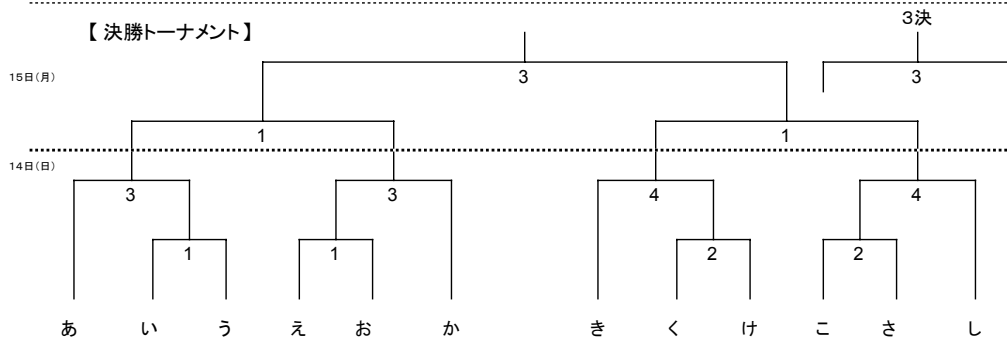 3決
【 決勝トーナメント】
15日(月)
3 3
1 1
14日(日)
3 3 4 4
1 1 2 2
あ い う え お か き く け こ さ し